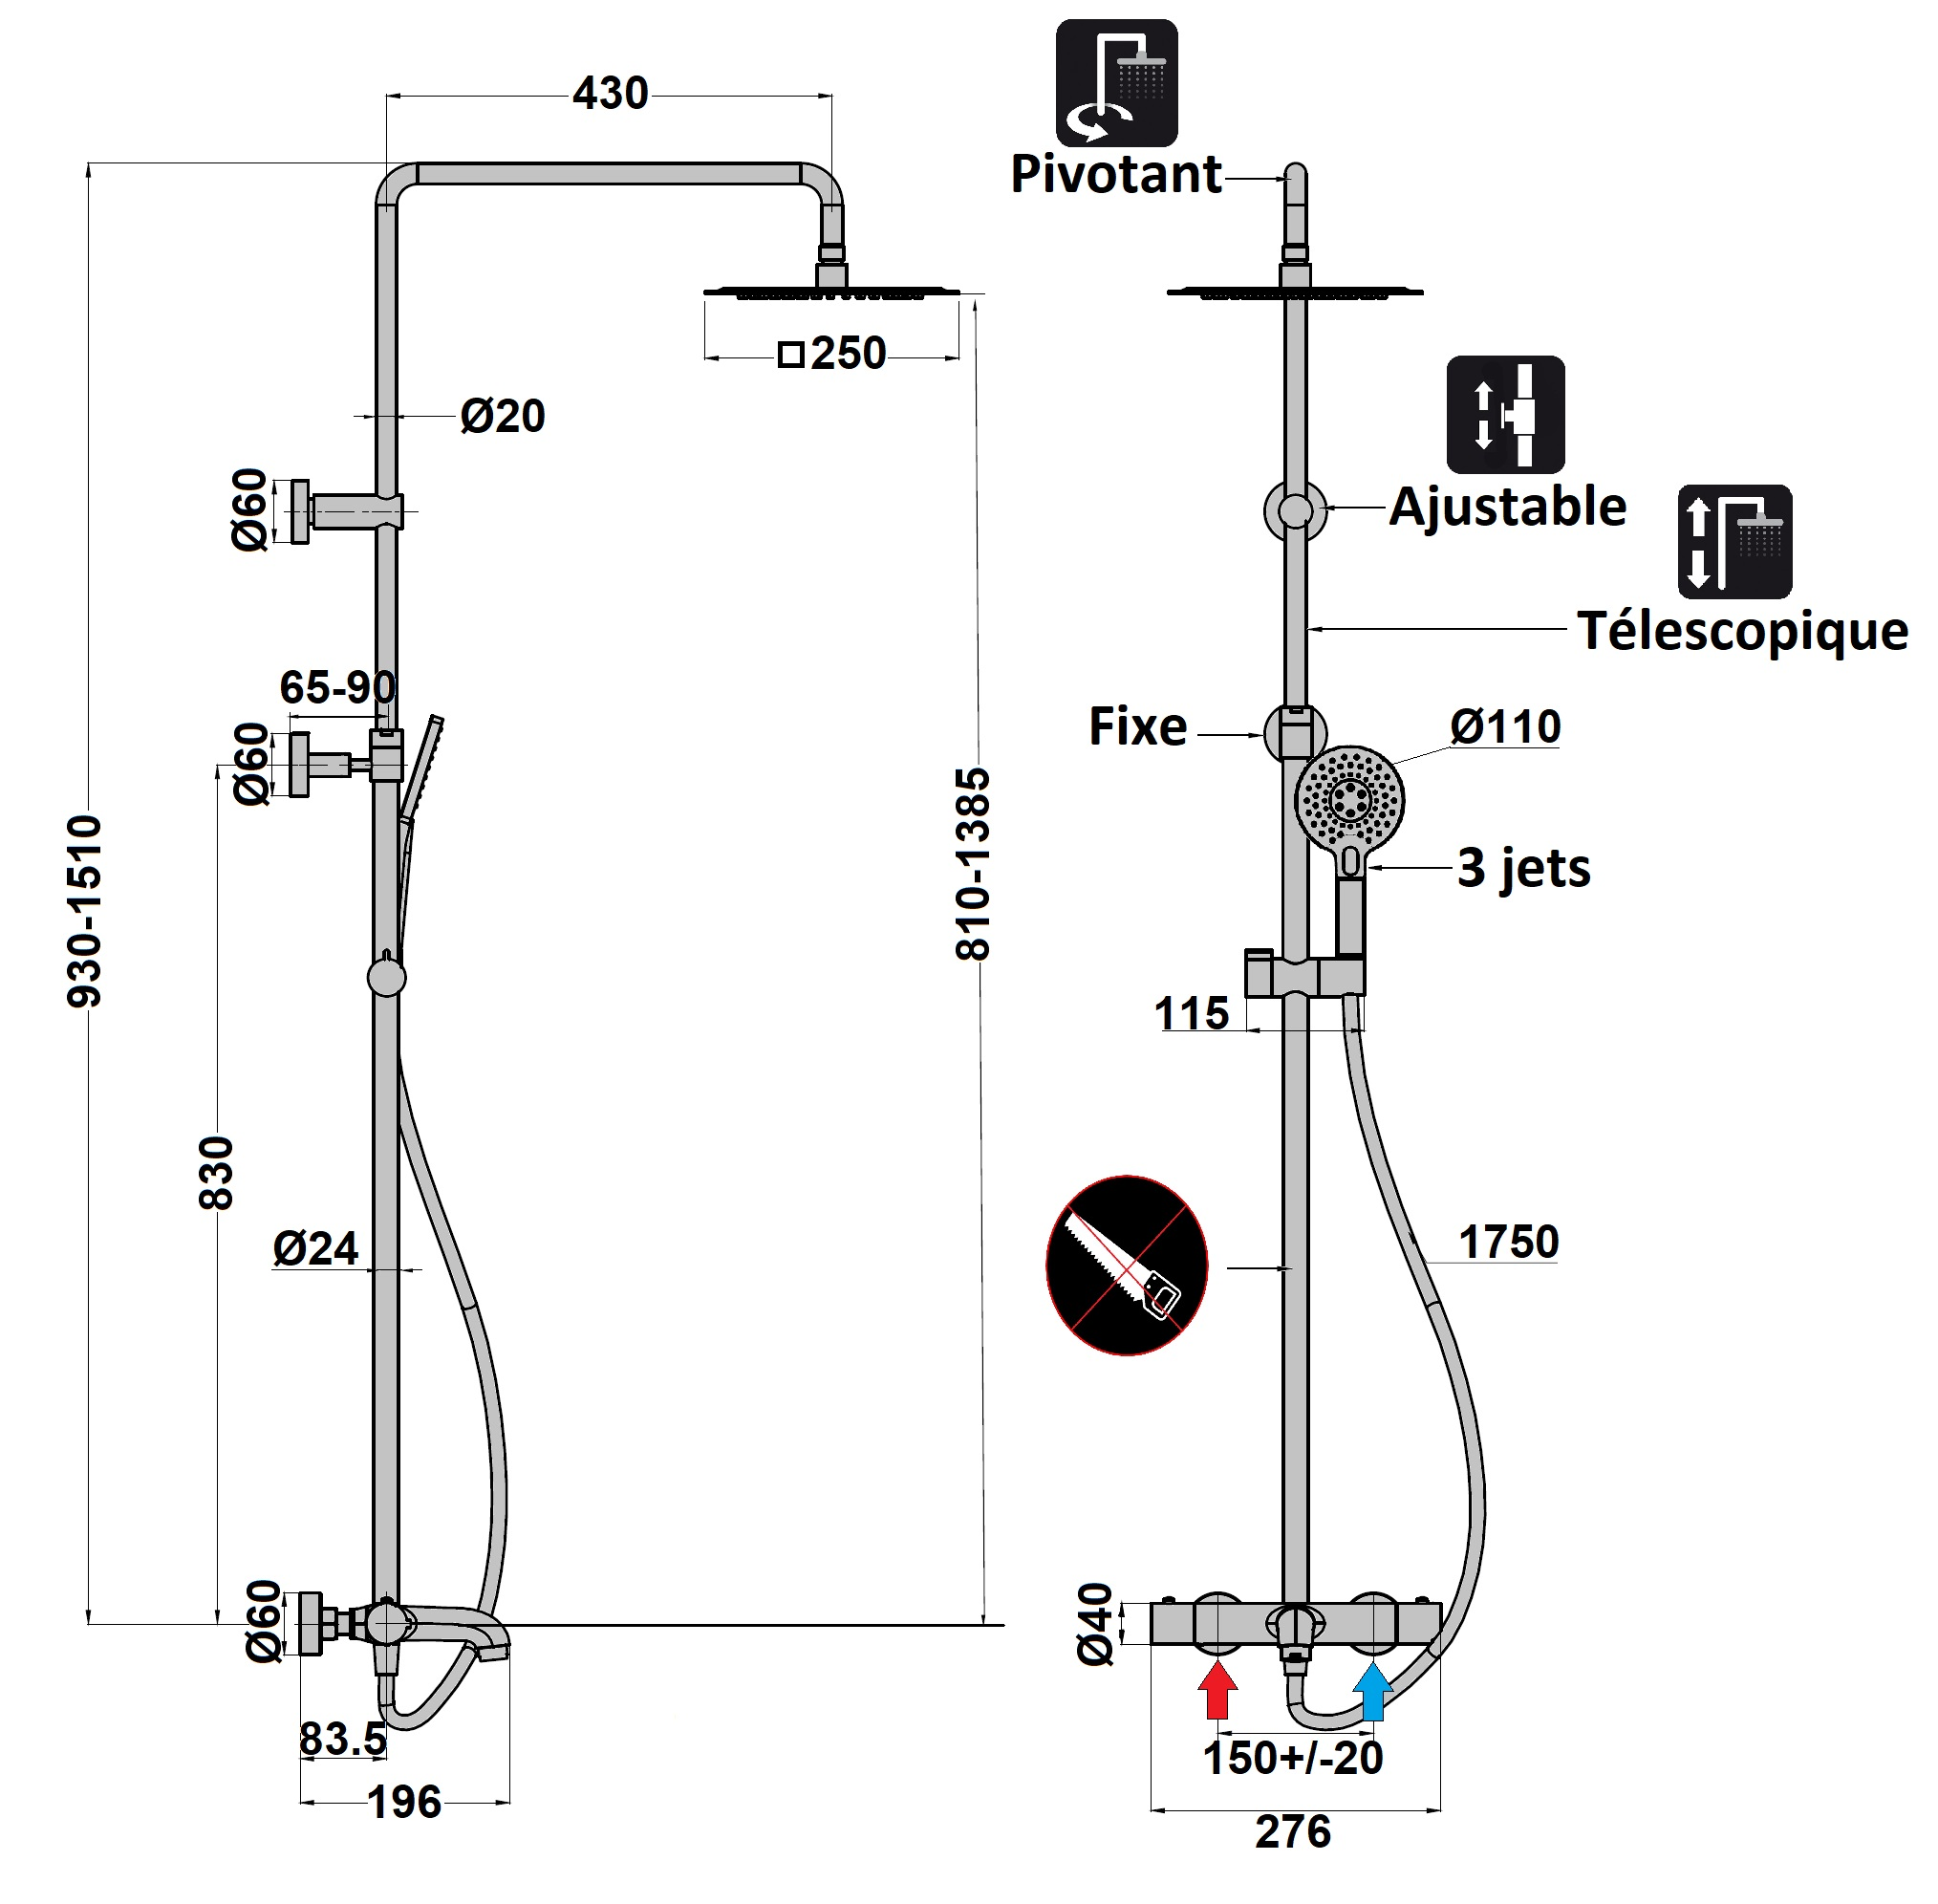 430
Pivotant
□250
Ø20
Ø60
Ajustable
Télescopique
65-90
Ø60
Fixe
Ø110
930-1510
810-1385
3 jets
115
830
Ø24
1750
Ø60
Ø40
83.5
150+/-20
196
276